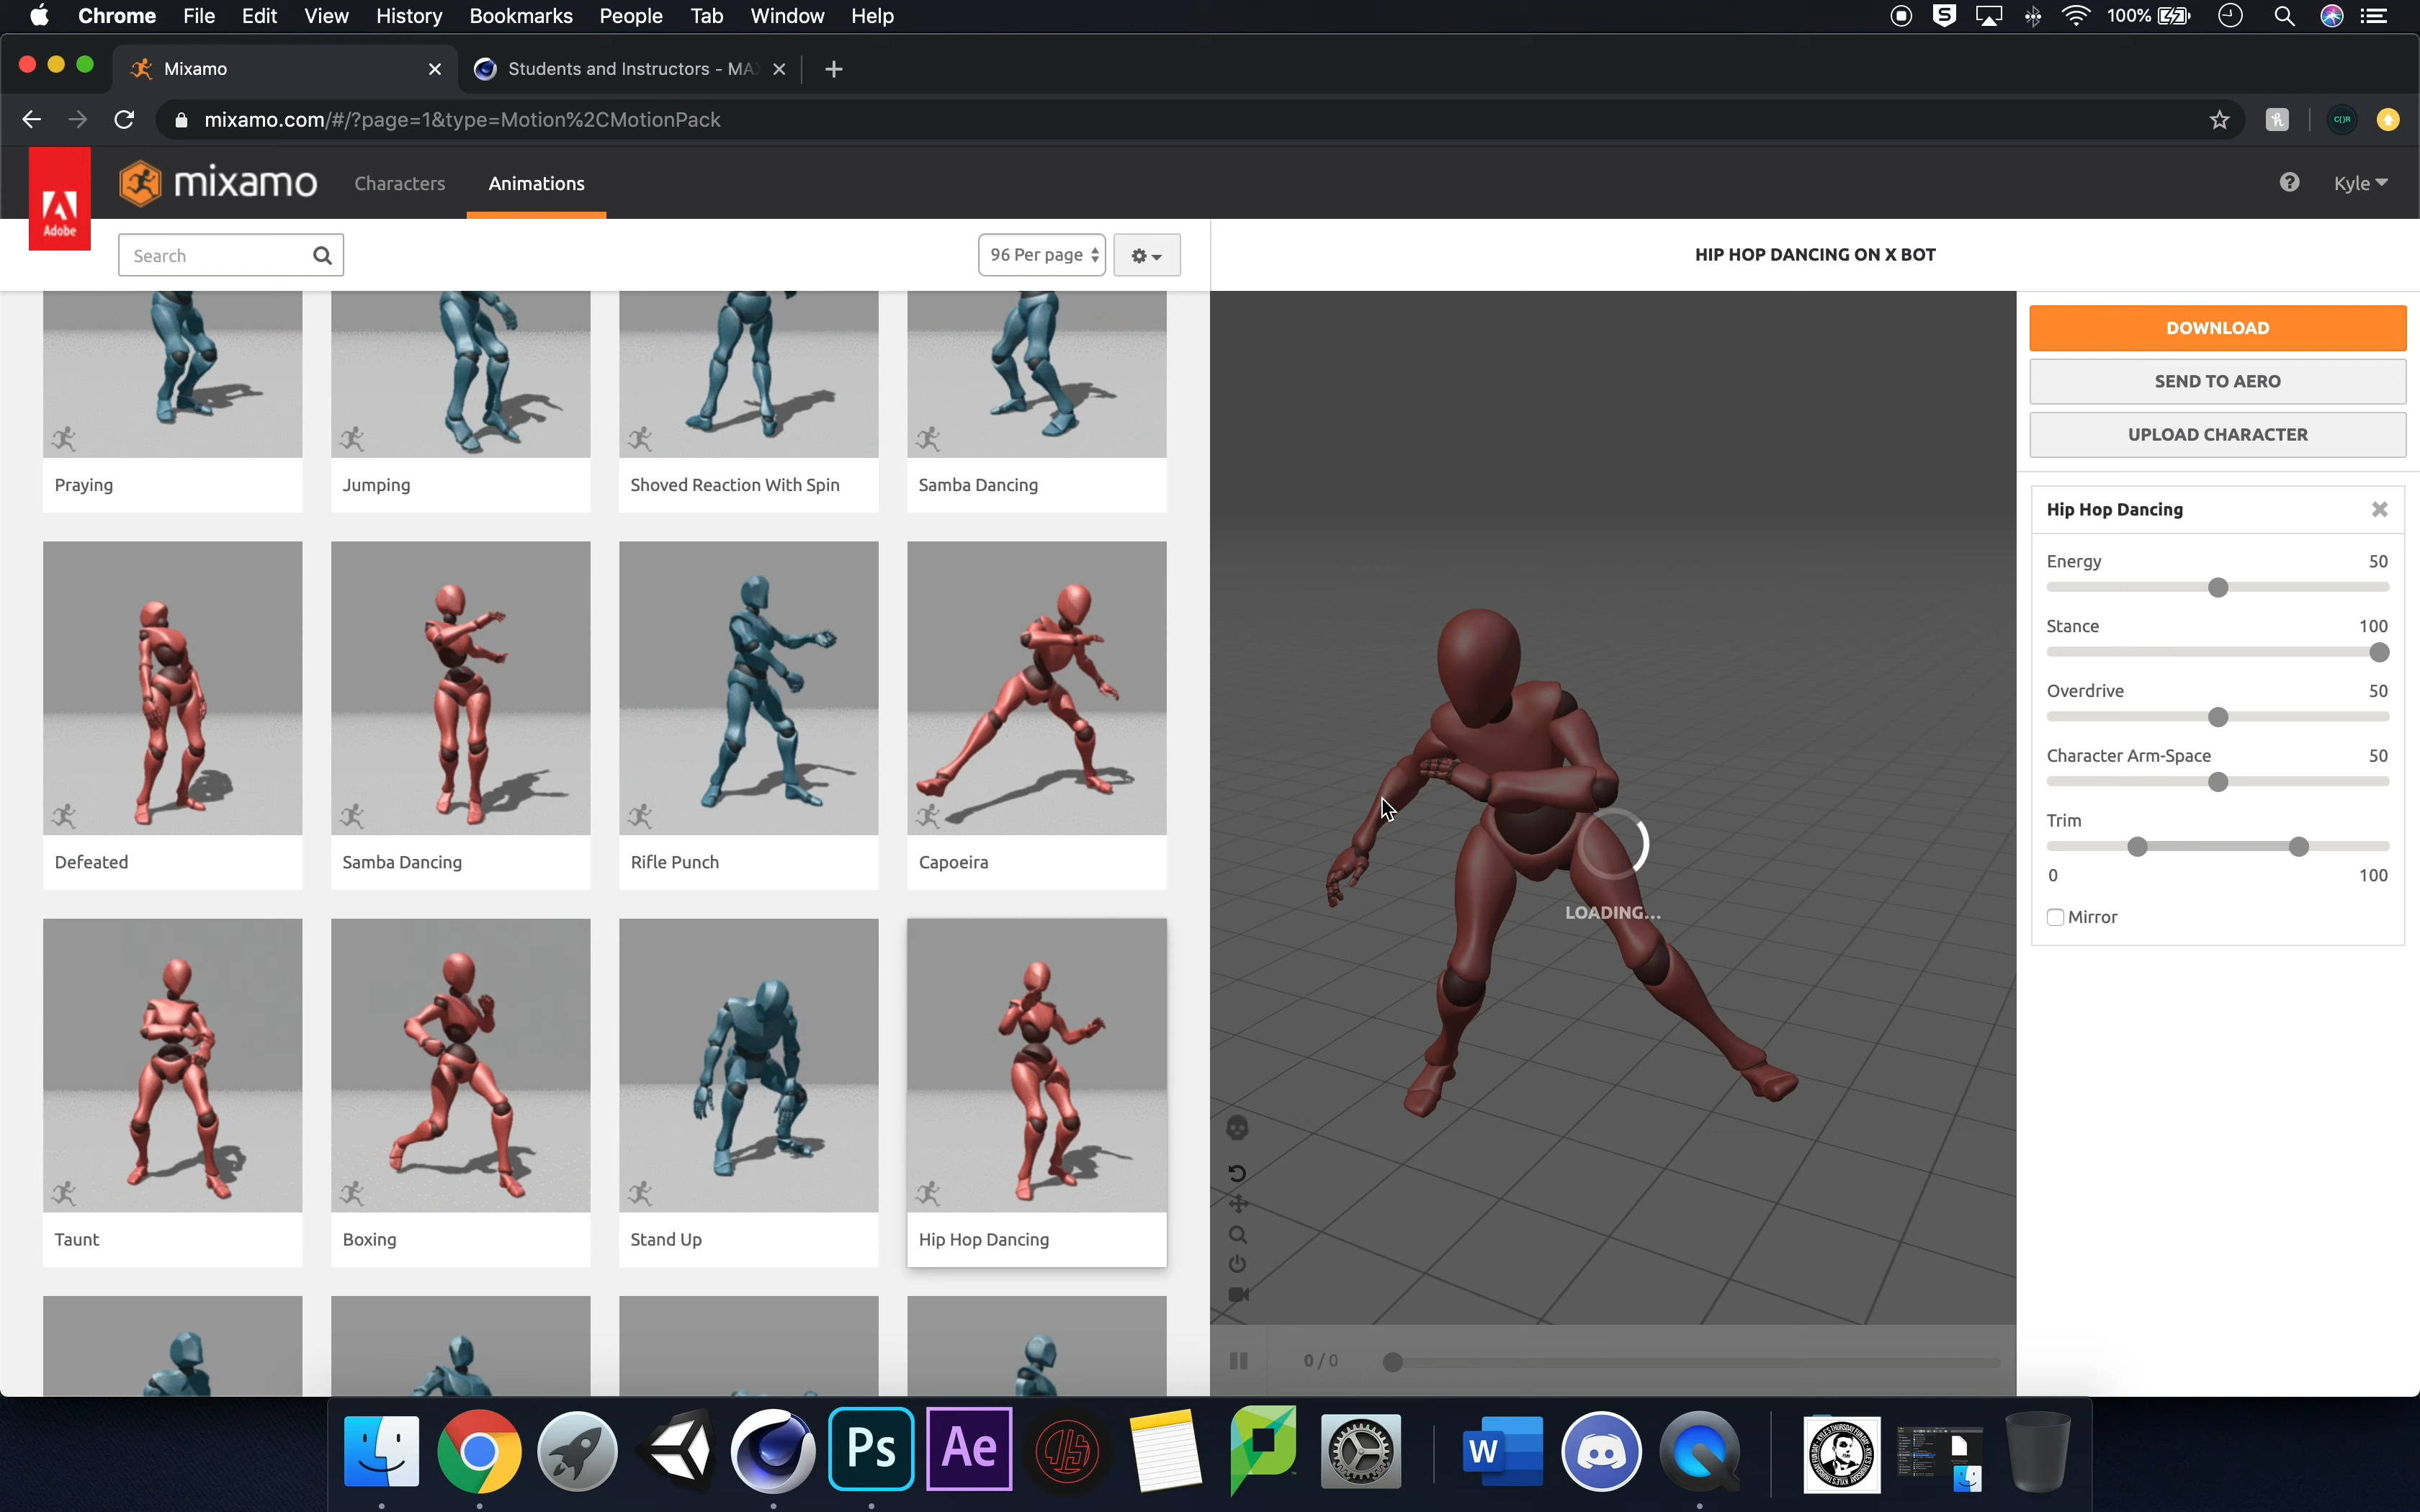 Chrome File Edit View History Bookmarks People Tab Window Help
S 100%
Mixamo
Students and Instructors - MA
mixamo.com/#/?page=1&type=Motion%2CMotionPack
Adobe
mixamo Characters Animations Kyle
Search 96 Per page
HIP HOP DANCING ON X BOT
DOWNLOAD
SEND TO AERO
UPLOAD CHARACTER
Praying Jumping Shoved Reaction With Spin Samba Dancing
Hip Hop Dancing
Energy 50
Stance 100
Overdrive 50
Character Arm-Space 50
Trim
0 100
Mirror
Defeated Samba Dancing Rifle Punch Capoeira
LOADING...
Taunt Boxing Stand Up Hip Hop Dancing
0 / 0
Ps Ae W